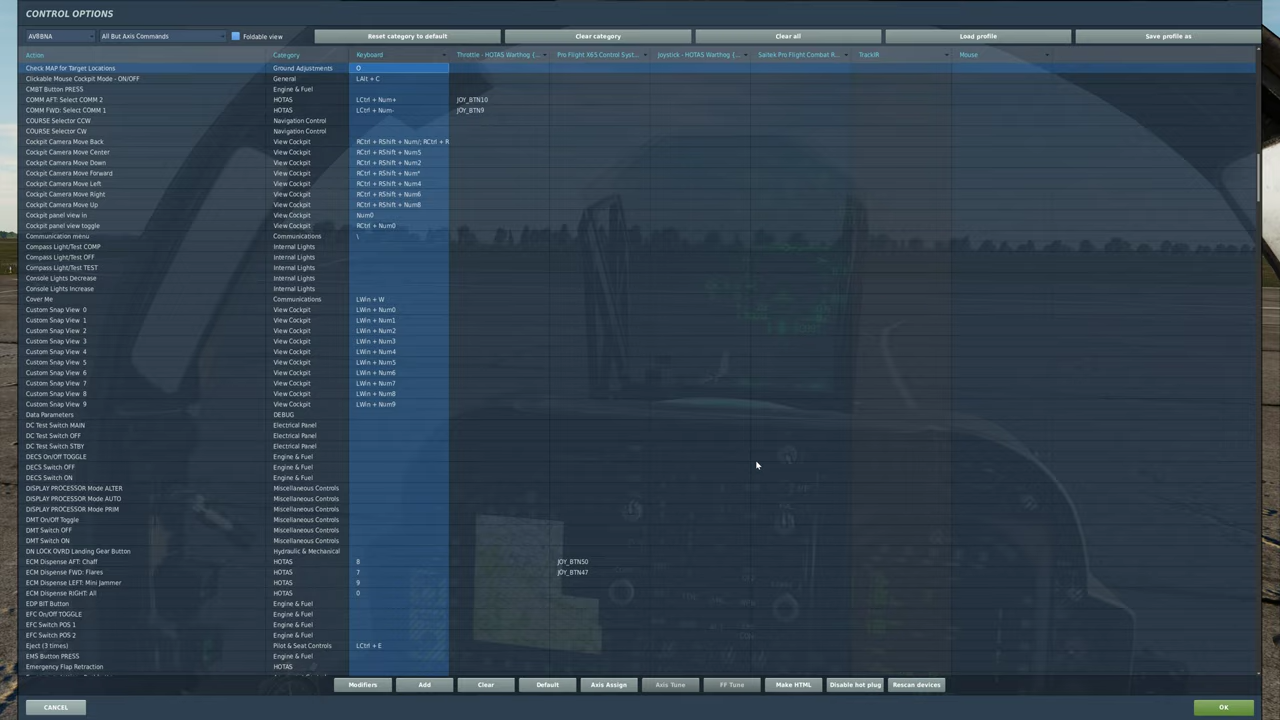 CONTROL OPTIONS
AV8BNA All But Axis Commands Foldable view Reset category to default Clear category Clear all Load profile Save profile as
Action Category Keyboard Throttle - HOTAS Warthog {... Pro Flight X65 Control Syst... Joystick - HOTAS Warthog {... Saitek Pro Flight Combat R... TrackIR Mouse
Check MAP for Target Locations Ground Adjustments O
Clickable Mouse Cockpit Mode - ON/OFF General LAlt + C
CMBT Button PRESS Engine & Fuel
COMM AFT: Select COMM 2 HOTAS LCtrl + Num+ JOY_BTN10
COMM FWD: Select COMM 1 HOTAS LCtrl + Num- JOY_BTN9
COURSE Selector CCW Navigation Control
COURSE Selector CW Navigation Control
Cockpit Camera Move Back View Cockpit RCtrl + RShift + Num/; RCtrl + R
Cockpit Camera Move Center View Cockpit RCtrl + RShift + Num5
Cockpit Camera Move Down View Cockpit RCtrl + RShift + Num2
Cockpit Camera Move Forward View Cockpit RCtrl + RShift + Num*
Cockpit Camera Move Left View Cockpit RCtrl + RShift + Num4
Cockpit Camera Move Right View Cockpit RCtrl + RShift + Num6
Cockpit Camera Move Up View Cockpit RCtrl + RShift + Num8
Cockpit panel view in View Cockpit Num0
Cockpit panel view toggle View Cockpit RCtrl + Num0
Communication menu Communications \
Compass Light/Test COMP Internal Lights
Compass Light/Test OFF Internal Lights
Compass Light/Test TEST Internal Lights
Console Lights Decrease Internal Lights
Console Lights Increase Internal Lights
Cover Me Communications LWin + W
Custom Snap View 0 View Cockpit LWin + Num0
Custom Snap View 1 View Cockpit LWin + Num1
Custom Snap View 2 View Cockpit LWin + Num2
Custom Snap View 3 View Cockpit LWin + Num3
Custom Snap View 4 View Cockpit LWin + Num4
Custom Snap View 5 View Cockpit LWin + Num5
Custom Snap View 6 View Cockpit LWin + Num6
Custom Snap View 7 View Cockpit LWin + Num7
Custom Snap View 8 View Cockpit LWin + Num8
Custom Snap View 9 View Cockpit LWin + Num9
Data Parameters DEBUG
DC Test Switch MAIN Electrical Panel
DC Test Switch OFF Electrical Panel
DC Test Switch STBY Electrical Panel
DECS On/Off TOGGLE Engine & Fuel
DECS Switch OFF Engine & Fuel
DECS Switch ON Engine & Fuel
DISPLAY PROCESSOR Mode ALTER Miscellaneous Controls
DISPLAY PROCESSOR Mode AUTO Miscellaneous Controls
DISPLAY PROCESSOR Mode PRIM Miscellaneous Controls
DMT On/Off Toggle Miscellaneous Controls
DMT Switch OFF Miscellaneous Controls
DMT Switch ON Miscellaneous Controls
DN LOCK OVRD Landing Gear Button Hydraulic & Mechanical
ECM Dispense AFT: Chaff HOTAS 8 JOY_BTN50
ECM Dispense FWD: Flares HOTAS 7 JOY_BTN47
ECM Dispense LEFT: Mini Jammer HOTAS 9
ECM Dispense RIGHT: All HOTAS 0
EDP BIT Button Engine & Fuel
EFC On/Off TOGGLE Engine & Fuel
EFC Switch POS 1 Engine & Fuel
EFC Switch POS 2 Engine & Fuel
Eject (3 times) Pilot & Seat Controls LCtrl + E
EMS Button PRESS Engine & Fuel
Emergency Flap Retraction HOTAS
Modifiers Add Clear Default Axis Assign Axis Tune FF Tune Make HTML Disable hot plug Rescan devices
CANCEL OK